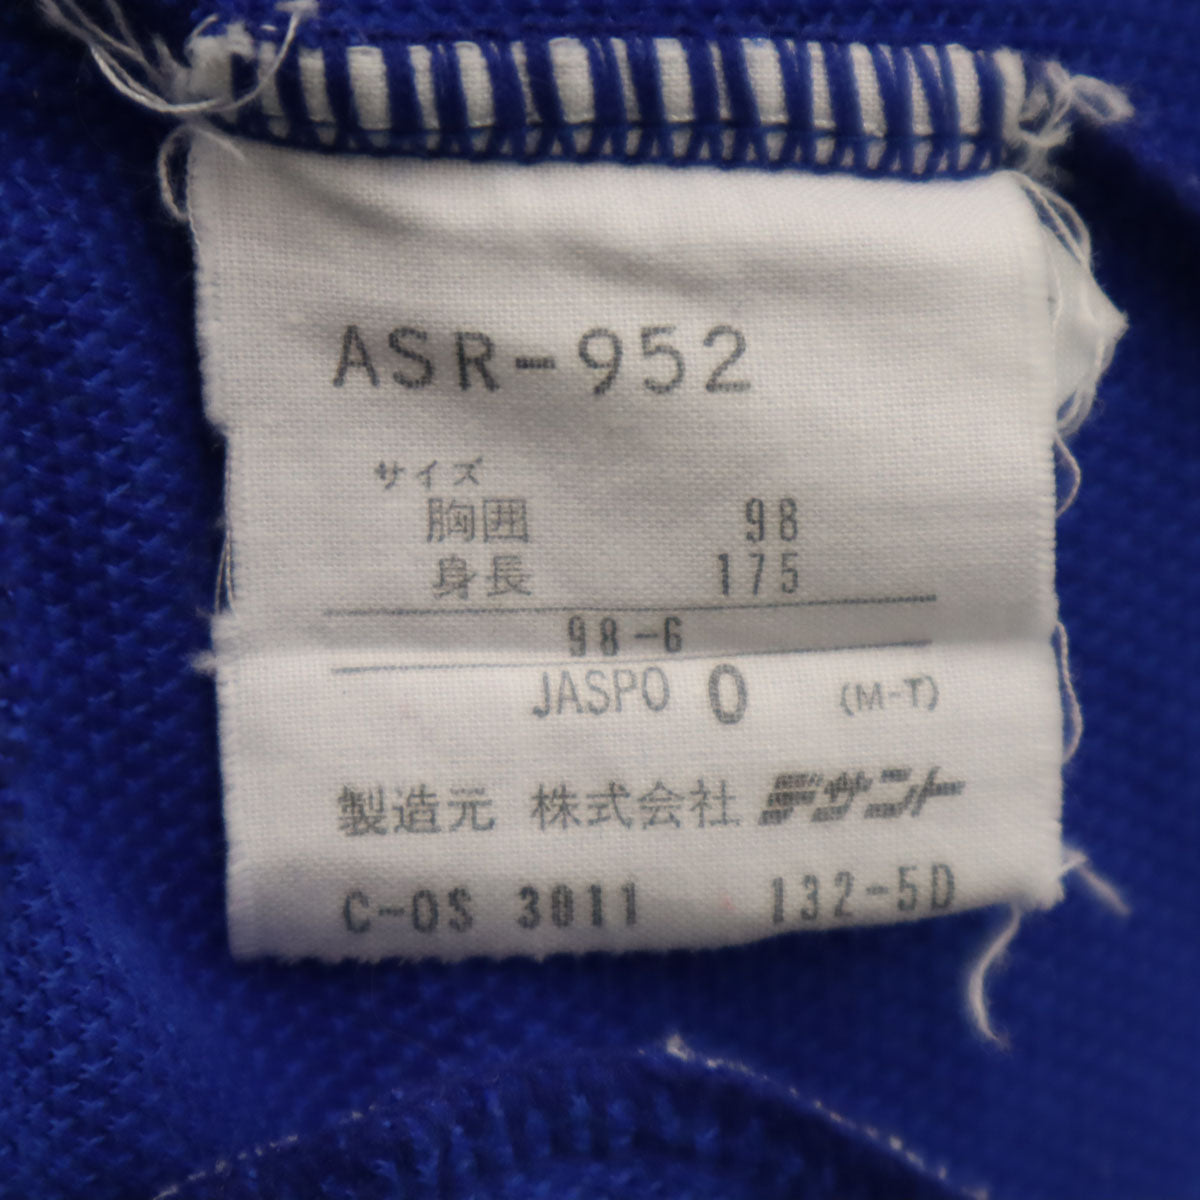 ASR-952
サイズ
胸囲 98
身長 175
98-6
JASPO O (M-T)
製造元 株式会社 デサント
C-OS 3011 132-5D